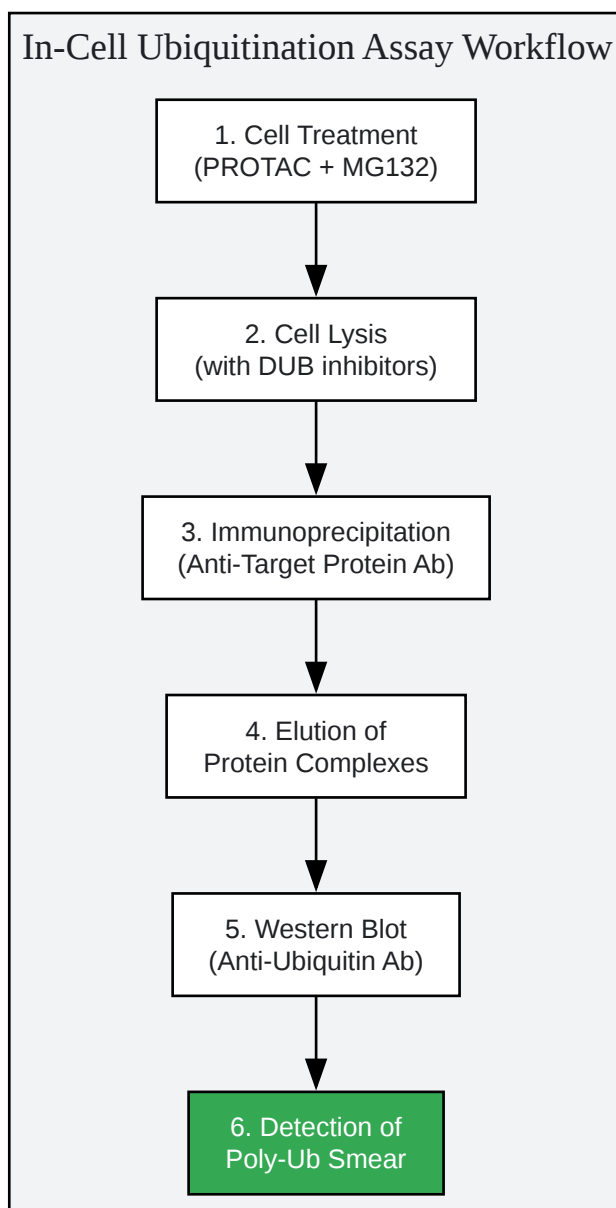 In-Cell Ubiquitination Assay Workflow
1. Cell Treatment
(PROTAC + MG132)
2. Cell Lysis
(with DUB inhibitors)
3. Immunoprecipitation
(Anti-Target Protein Ab)
4. Elution of
Protein Complexes
5. Western Blot
(Anti-Ubiquitin Ab)
6. Detection of
Poly-Ub Smear